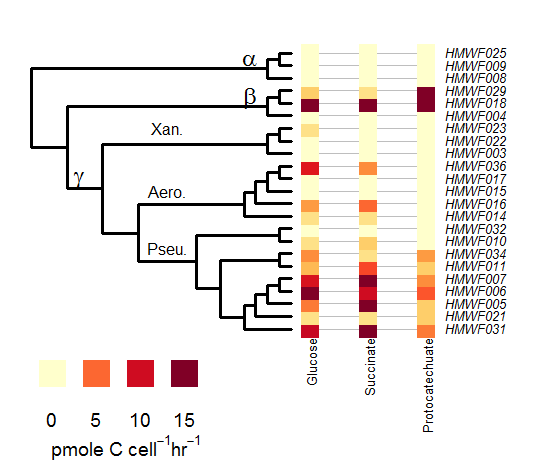 α
HMWF025
HMWF009
HMWF008
β
HMWF029
HMWF018
HMWF004
Xan.
HMWF023
HMWF022
HMWF003
γ
Aero.
HMWF036
HMWF017
HMWF015
HMWF016
HMWF014
Pseu.
HMWF032
HMWF010
HMWF034
HMWF011
HMWF007
HMWF006
HMWF005
HMWF021
HMWF031
Glucose
Succinate
Protocatechuate
0 5 10 15
pmole C cell⁻¹hr⁻¹